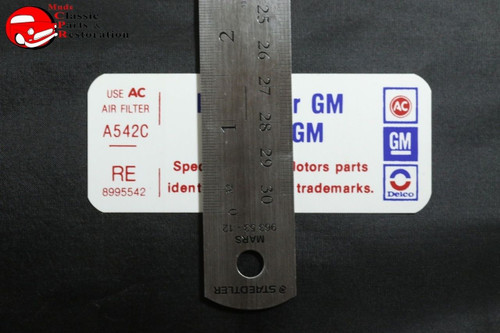 Muds
Classic
Parts &
Restoration
USE AC
AIR FILTER
A542C
RE
8995542
r GM
GM
Motors parts
ident trademarks.
AC
GM
Delco
25
26
27
28
29
30
2
1
MARS
STAEDTLER